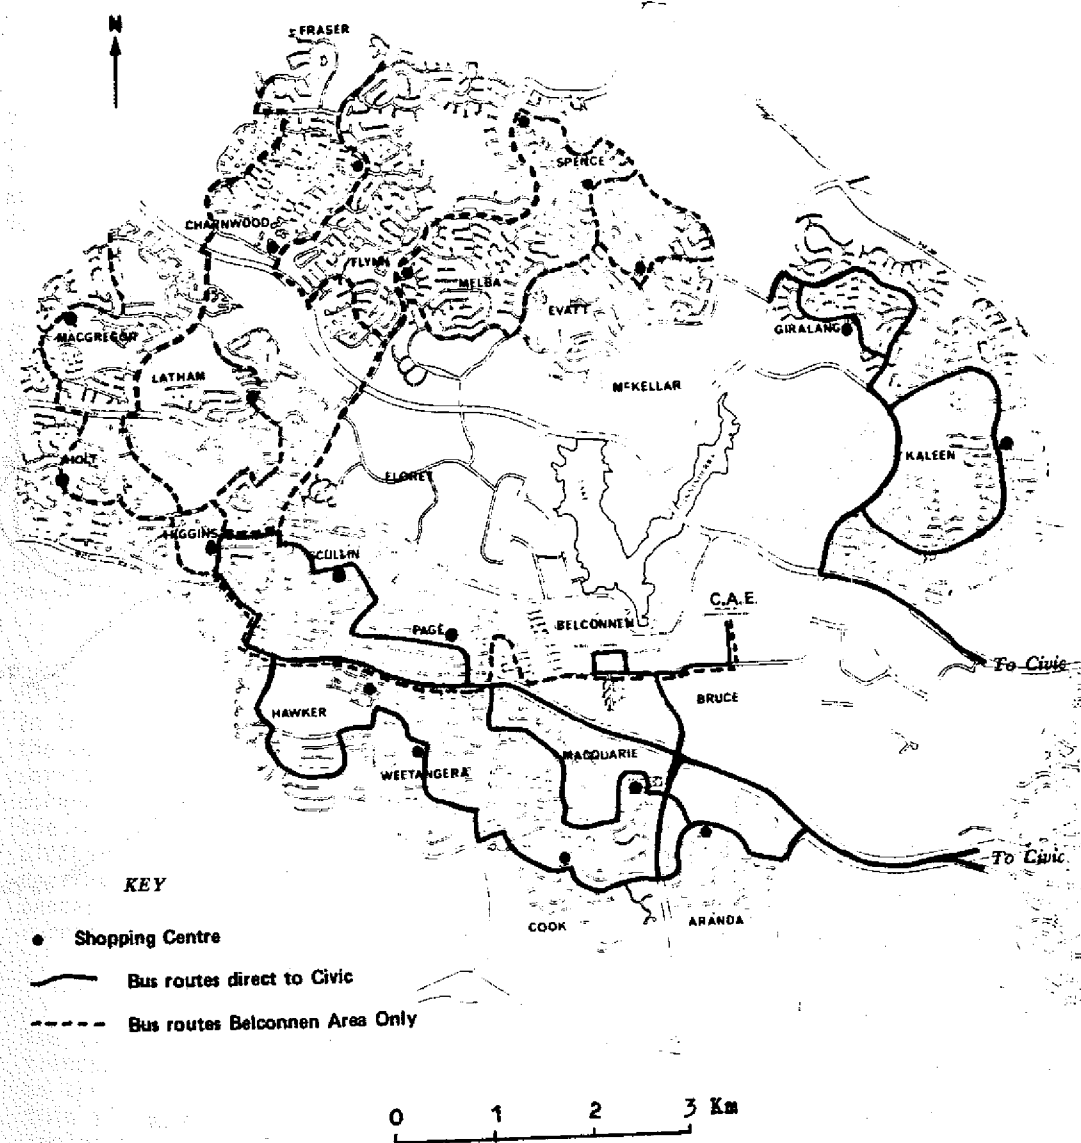 N
FRASER
SPENCE
CHARNWOOD
FLYNN
MELBA
EVATT
GIRALANG
MACGREGOR
LATHAM
McKELLAR
HOLT
FLOREY
KALEEN
HIGGINS
SCULLIN
C.A.E.
PAGE
BELCONNEN
To Civic
BRUCE
HAWKER
MACQUARIE
WEETANGERA
To Civic
KEY
COOK
ARANDA
Shopping Centre
Bus routes direct to Civic
Bus routes Belconnen Area Only
0 1 2 3 Km